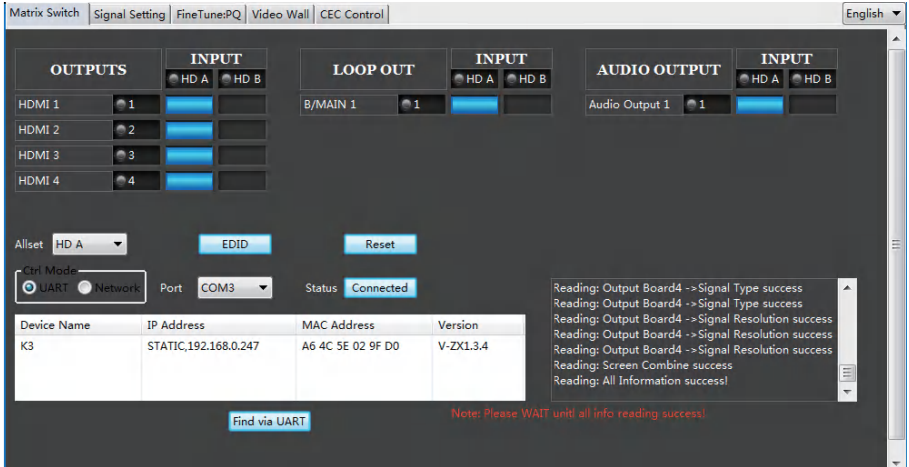 Matrix Switch Signal Setting FineTune:PQ Video Wall CEC Control English
OUTPUTS INPUT LOOP OUT INPUT AUDIO OUTPUT INPUT
HD A HD B HD A HD B HD A HD B
HDMI 1 1 B/MAIN 1 1 Audio Output 1 1
HDMI 2 2
HDMI 3 3
HDMI 4 4
Allset HD A EDID Reset
Ctrl Mode
UART Network Port COM3 Status Connected
Device Name IP Address MAC Address Version
K3 STATIC,192.168.0.247 A6 4C 5E 02 9F D0 V-ZX1.3.4
Reading: Output Board4 ->Signal Type success
Reading: Output Board4 ->Signal Type success
Reading: Output Board4 ->Signal Resolution success
Reading: Output Board4 ->Signal Resolution success
Reading: Output Board4 ->Signal Resolution success
Reading: Screen Combine success
Reading: All Information success!
Find via UART
Note: Please WAIT unitl all info reading success!